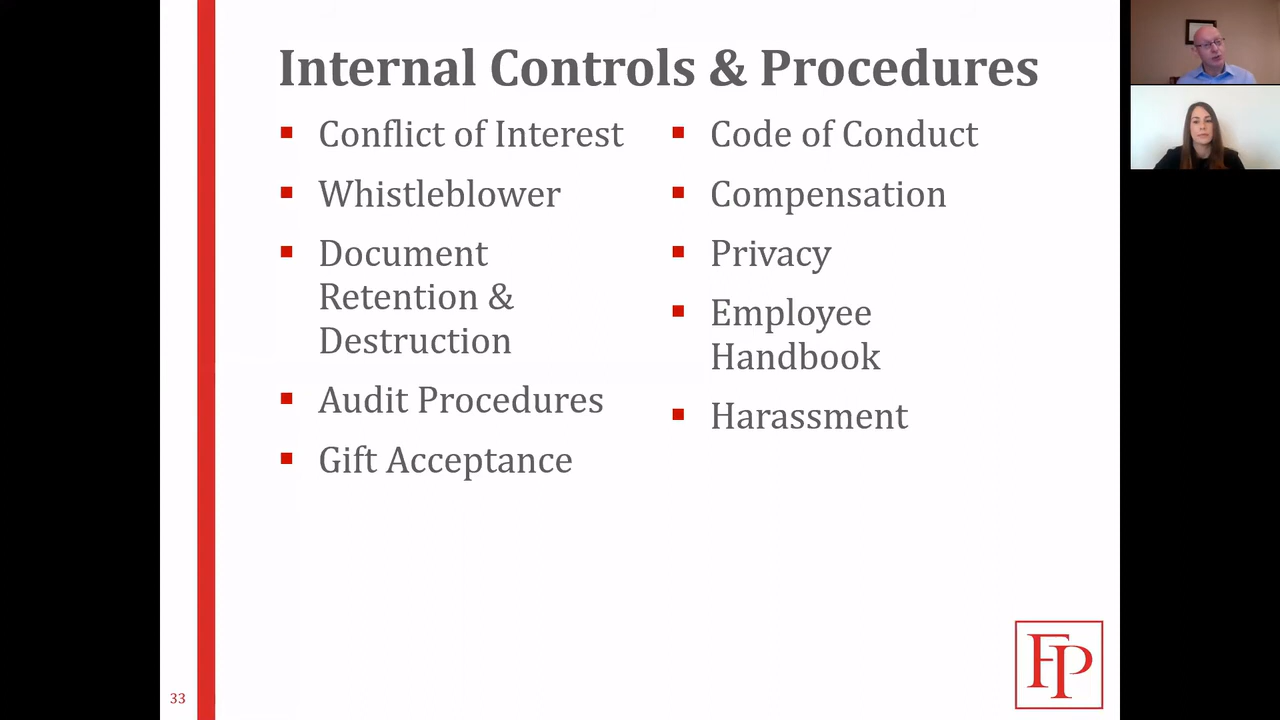 Internal Controls & Procedures
Conflict of Interest
Whistleblower
Document
Retention &
Destruction
Audit Procedures
Gift Acceptance
Code of Conduct
Compensation
Privacy
Employee
Handbook
Harassment
33
FP